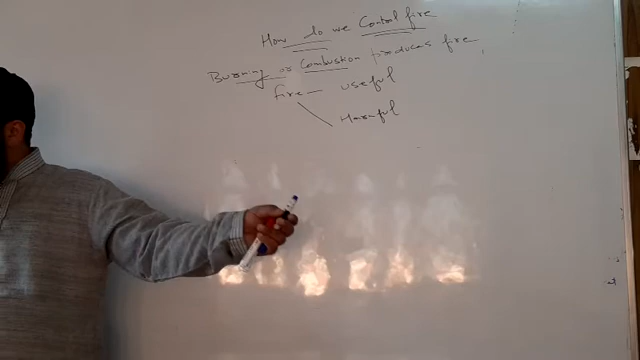 How do we Control fire
Burning or Combustion produces fire,
fire — useful
Harmful